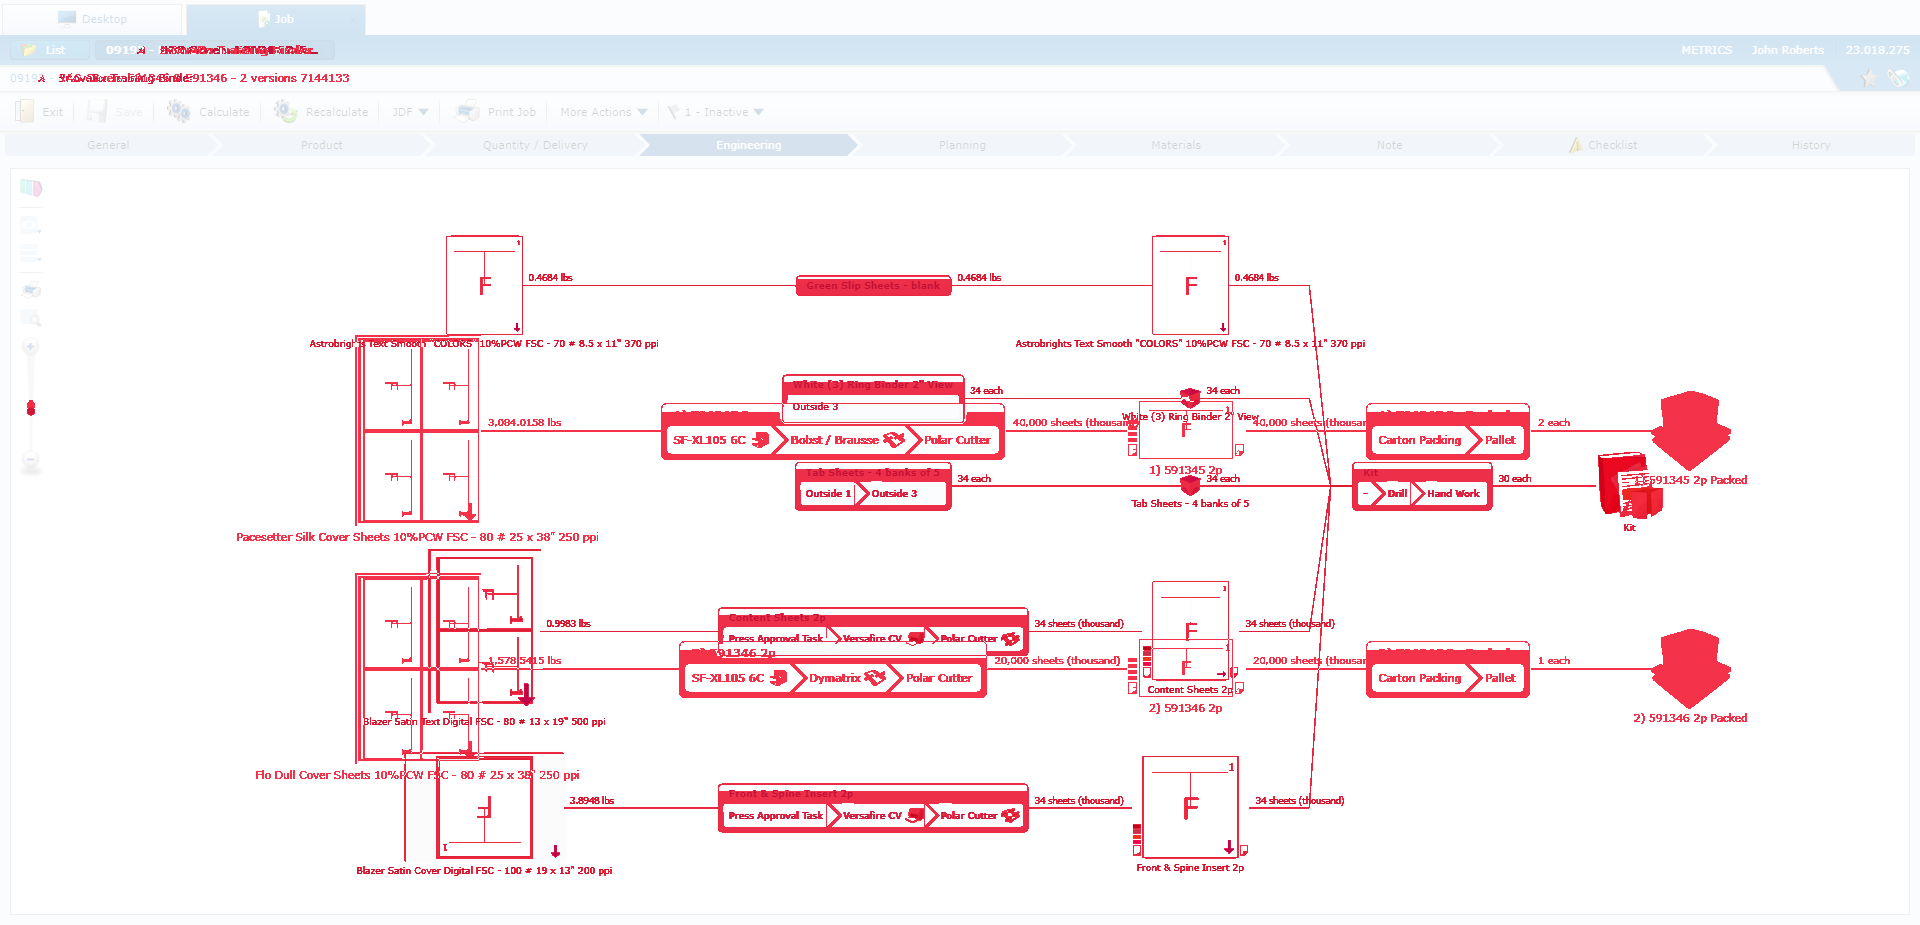 Desktop
Job
List
METRICS
John Roberts
23.018.275
591346 - 2 versions 7144133
Exit
Save
Calculate
Recalculate
JDF
Print Job
More Actions
1 - Inactive
General
Product
Quantity / Delivery
Engineering
Planning
Materials
Note
Checklist
History
1
F
0.4684 lbs
Green Slip Sheets - blank
0.4684 lbs
1
F
0.4684 lbs
Astrobrights Text Smooth "COLORS" 10%PCW FSC - 70 # 8.5 x 11" 370 ppi
Astrobrights Text Smooth "COLORS" 10%PCW FSC - 70 # 8.5 x 11" 370 ppi
White (3) Ring Binder 2" View
Outside 3
34 each
34 each
White (3) Ring Binder 2" View
3,084.0158 lbs
SF-XL105 6C
Bobst / Brausse
Polar Cutter
40,000 sheets (thousan
1
F
40,000 sheets (thousar
1) 591345 2p
Carton Packing
Pallet
2 each
591345 2p Packed
Tab Sheets - 4 banks of 5
Outside 1
Outside 3
34 each
34 each
Tab Sheets - 4 banks of 5
Kit
-
Drill
Hand Work
30 each
Kit
Pacesetter Silk Cover Sheets 10%PCW FSC - 80 # 25 x 38" 250 ppi
0.9983 lbs
Content Sheets 2p
Press Approval Task
Versafire CV
Polar Cutter
34 sheets (thousand)
1
F
34 sheets (thousand)
Content Sheets 2p
1,578.5415 lbs
591346 2p
SF-XL105 6C
Dymatrix
Polar Cutter
20,000 sheets (thousand)
1
F
20,000 sheets (thousar
2) 591346 2p
Carton Packing
Pallet
1 each
2) 591346 2p Packed
Blazer Satin Text Digital FSC - 80 # 13 x 19" 500 ppi
Flo Dull Cover Sheets 10%PCW FSC - 80 # 25 x 38" 250 ppi
3.8948 lbs
Front & Spine Insert 2p
Press Approval Task
Versafire CV
Polar Cutter
34 sheets (thousand)
1
F
34 sheets (thousand)
Front & Spine Insert 2p
Blazer Satin Cover Digital FSC - 100 # 19 x 13" 200 ppi